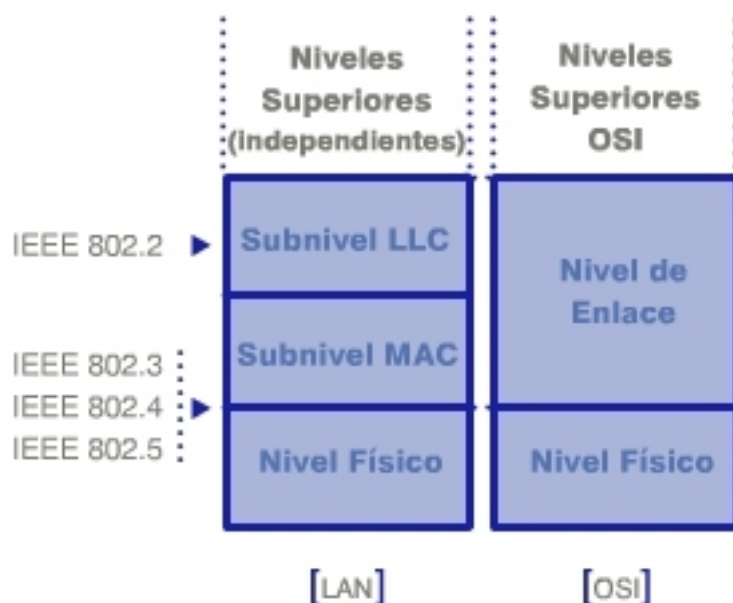 Niveles
Superiores
(independientes)
Niveles
Superiores
OSI
IEEE 802.2
Subnivel LLC
Nivel de
Enlace
IEEE 802.3
IEEE 802.4
IEEE 802.5
Subnivel MAC
Nivel Físico
Nivel Físico
[LAN]
[OSI]